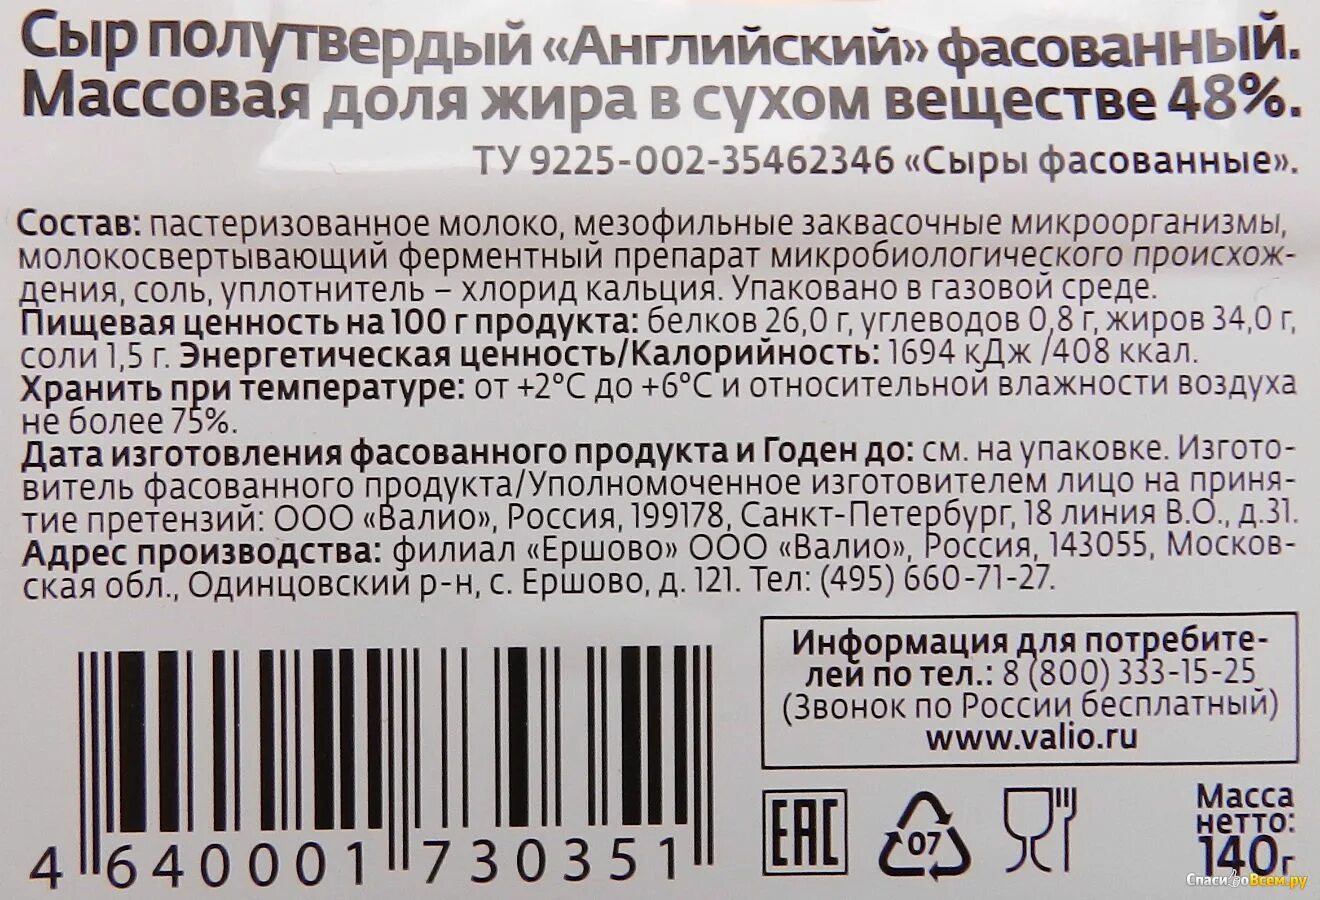 Сыр полутвердый «Английский» фасованный.
Массовая доля жира в сухом веществе 48%.
ТУ 9225-002-35462346 «Сыры фасованные».
Состав: пастеризованное молоко, мезофильные заквасочные микроорганизмы,
молокосвертывающий ферментный препарат микробиологического происхож-
дения, соль, уплотнитель – хлорид кальция. Упаковано в газовой среде.
Пищевая ценность на 100 г продукта: белков 26,0 г, углеводов 0,8 г, жиров 34,0 г,
соли 1,5 г. Энергетическая ценность/Калорийность: 1694 кДж /408 ккал.
Хранить при температуре: от +2°С до +6°С и относительной влажности воздуха
не более 75%.
Дата изготовления фасованного продукта и Годен до: см. на упаковке. Изгото-
витель фасованного продукта/Уполномоченное изготовителем лицо на приня-
тие претензий: ООО «Валио», Россия, 199178, Санкт-Петербург, 18 линия В.О., д.31.
Адрес производства: филиал «Ершово» ООО «Валио», Россия, 143055, Москов-
ская обл., Одинцовский р-н, с. Ершово, д. 121. Тел: (495) 660-71-27.
Информация для потребите-
лей по тел.: 8 (800) 333-15-25
(Звонок по России бесплатный)
www.valio.ru
4 640001 730351
ЕАС
07
Масса
нетто:
140г
СпасибоВсем.ру